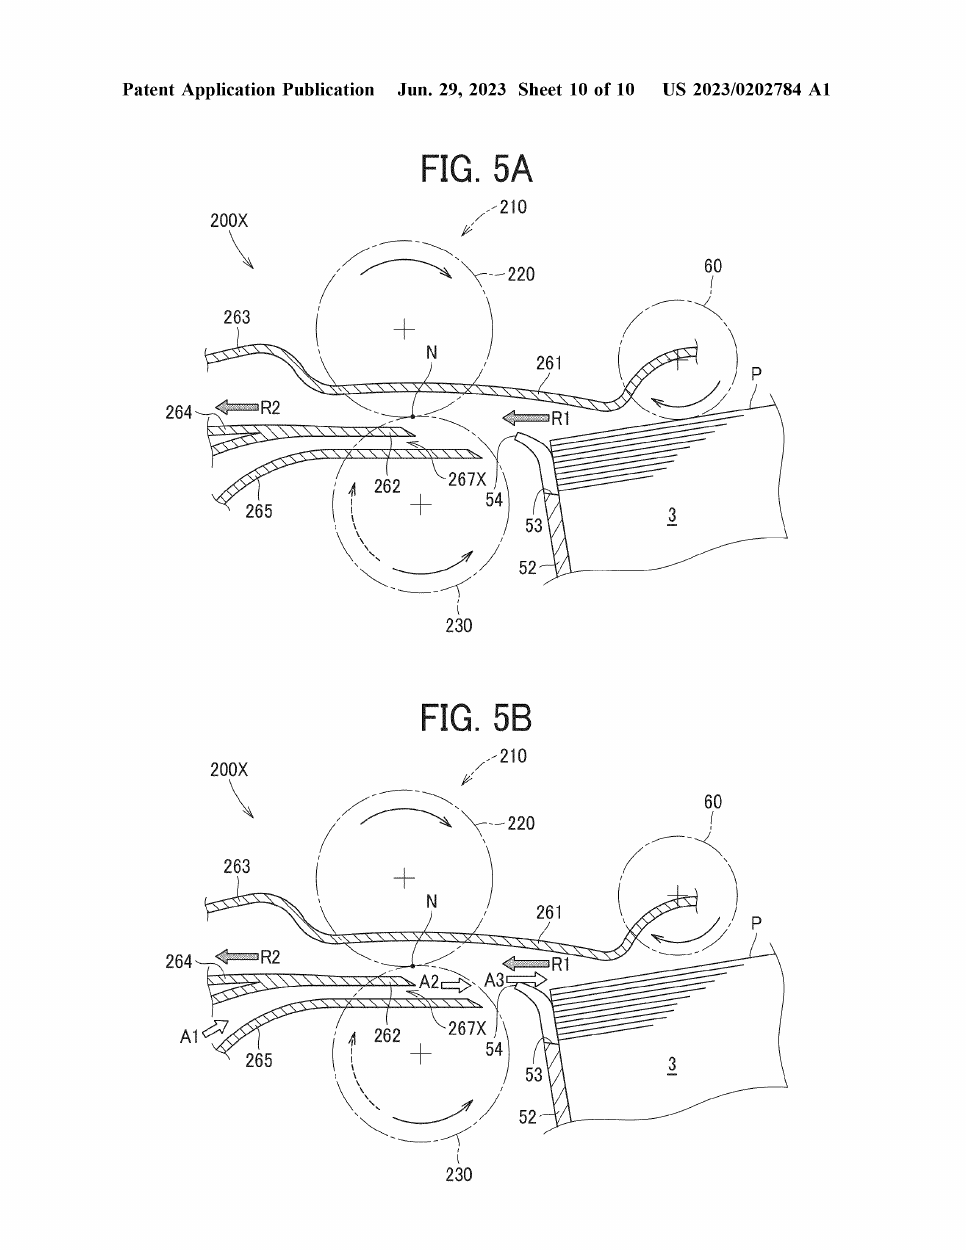 Patent Application Publication Jun. 29, 2023 Sheet 10 of 10 US 2023/0202784 A1
FIG. 5A
210
200X
220
60
263
N
261
P
264
R2
R1
262
267X
54
265
53
3
52
230
FIG. 5B
210
200X
220
60
263
N
261
P
264
R2
R1
A2
A3
A1
262
267X
54
265
53
3
52
230